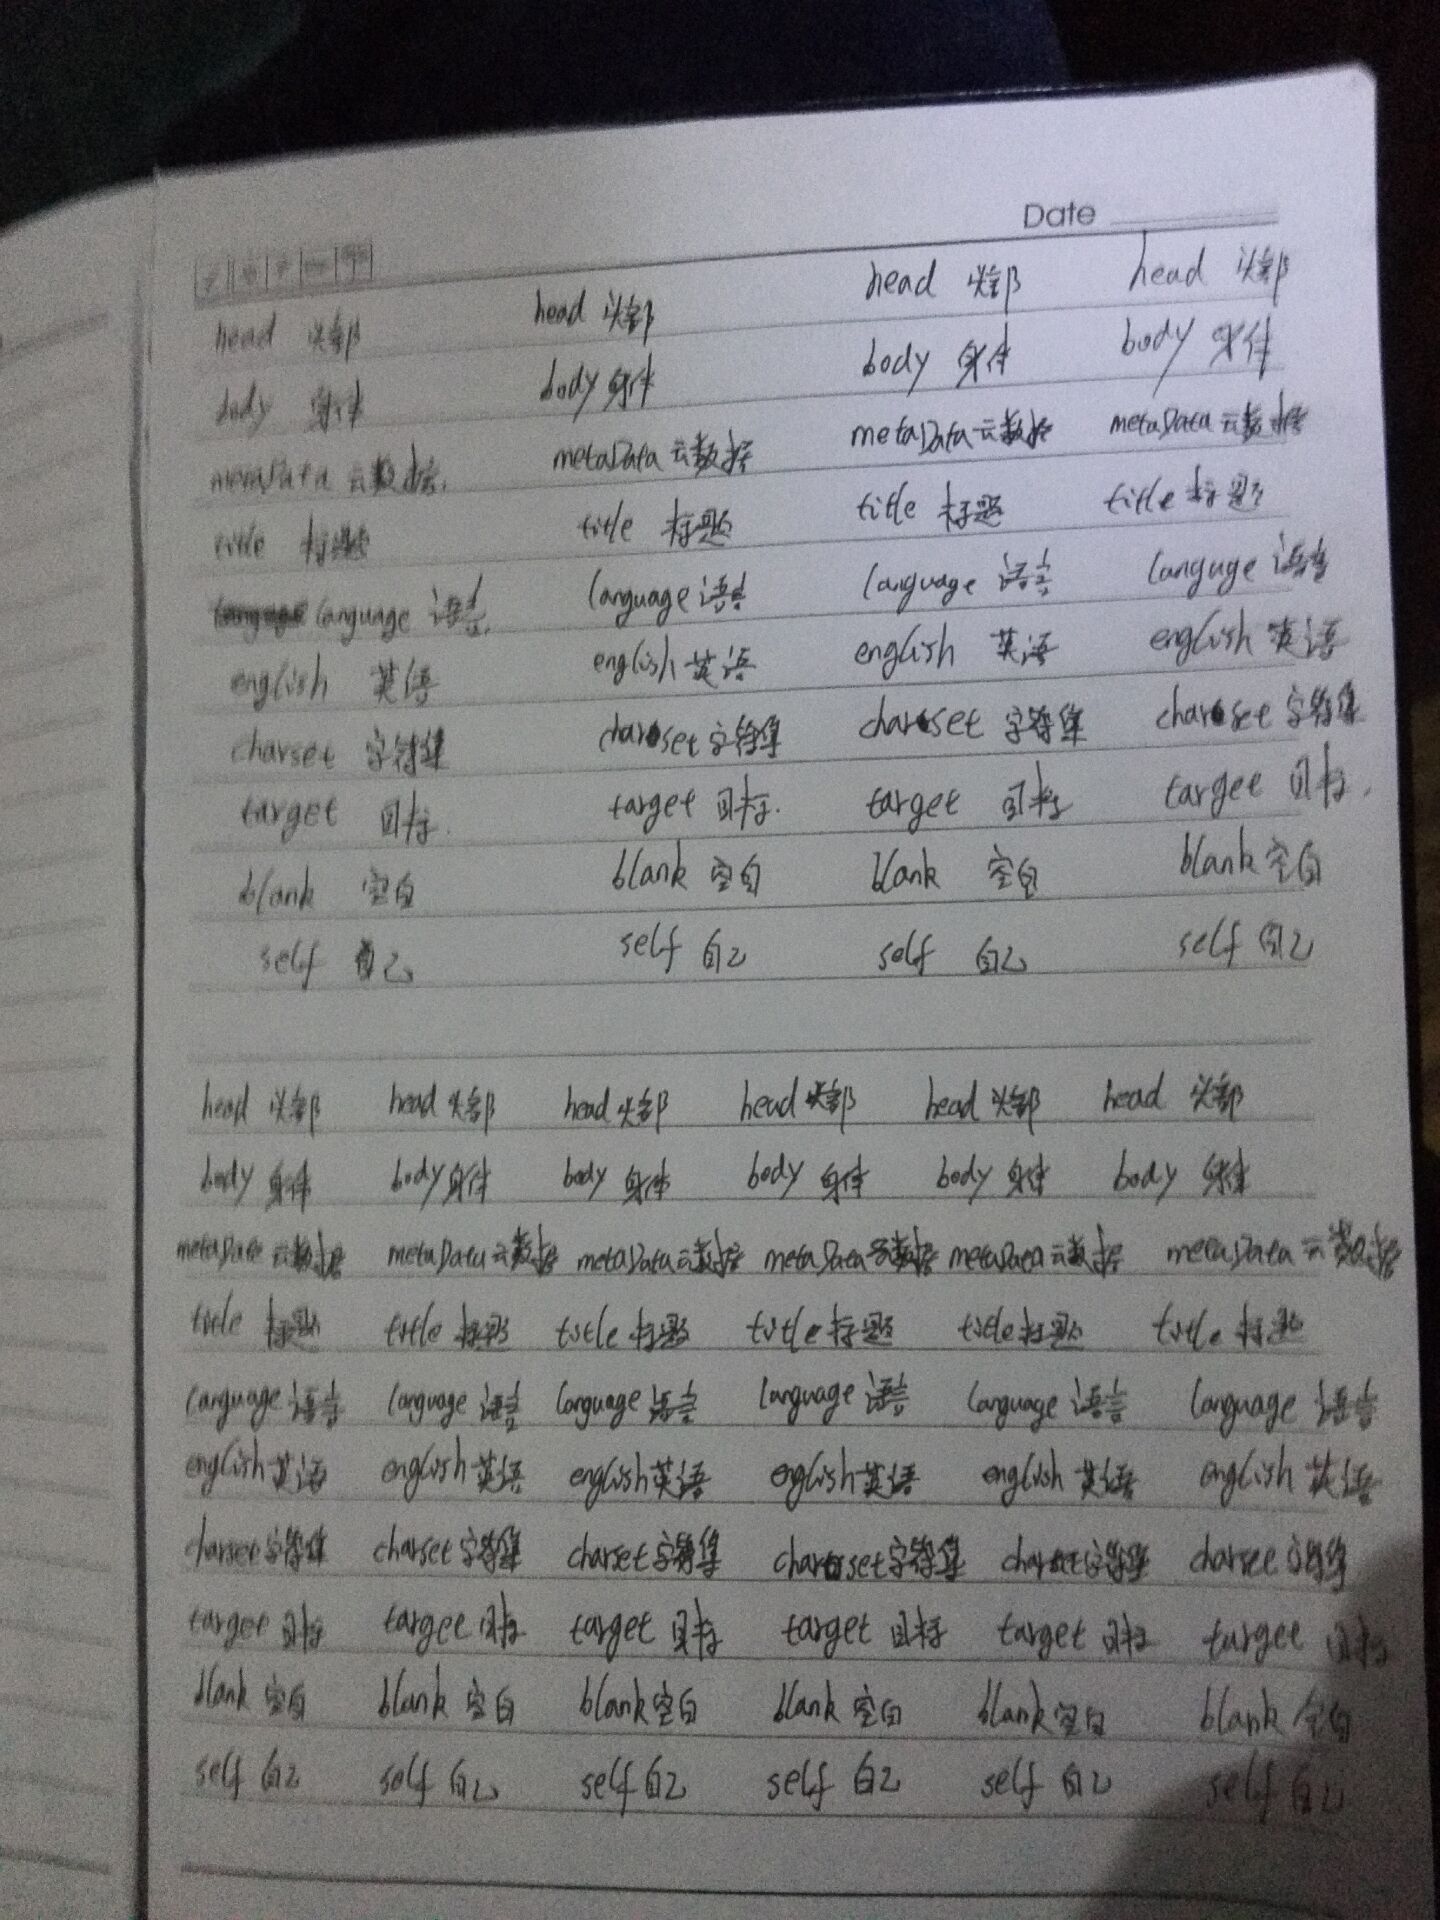 Date
head 头部 head 头部 head 头部 head 头部
body 身体 body 身体 body 身体 body 身体
metaData 云数据. metaData 云数据 metaData 云数据 metaData 云数据
title 标题 title 标题 title 标题 title 标题
language 语言. language 语言 language 语言 languge 语言
english 英语 english 英语 english 英语 english 英语
charset 字符集 charset 字符集 charset 字符集 charset 字符集
target 目标. target 目标. target 目标 target 目标.
blank 空白 blank 空白 blank 空白 blank 空白
self 自己 self 自己 self 自己 self 自己
head 头部 head 头部 head 头部 head 头部 head 头部 head 头部
body 身体 body 身体 body 身体 body 身体 body 身体 body 身体
metaData 云数据 metaData 云数据 metaData 云数据 metaData 云数据 metaData 云数据 metaData 云数据
title 标题 title 标题 title 标题 title 标题 title 标题 title 标题
language 语言 language 语言 language 语言 language 语言 language 语言 language 语言
english 英语 english 英语 english 英语 english 英语 english 英语 english 英语
charset 字符集 charset 字符集 charset 字符集 charset 字符集 charset 字符集 charset 字符集
target 目标 target 目标 target 目标 target 目标 target 目标 target 目标
blank 空白 blank 空白 blank 空白 blank 空白 blank 空白 blank 空白
self 自己 self 自己 self 自己 self 自己 self 自己 self 自己